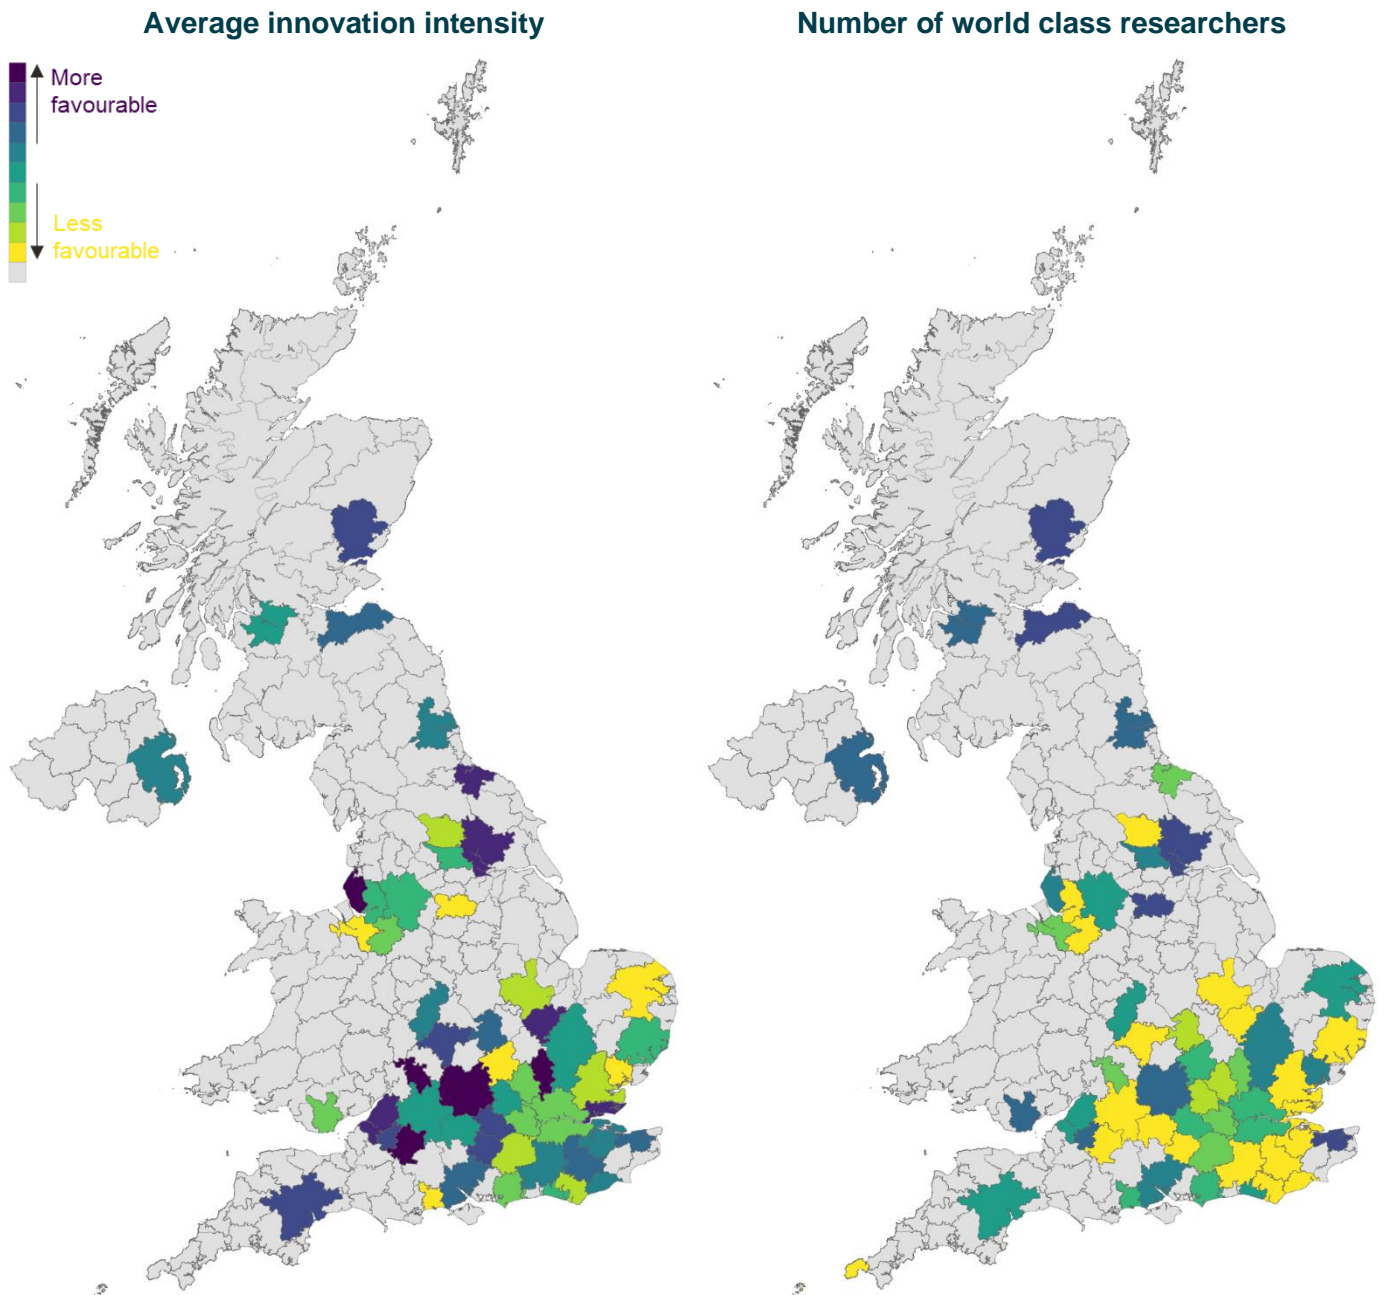 Average innovation intensity
Number of world class researchers
More
favourable
Less
favourable